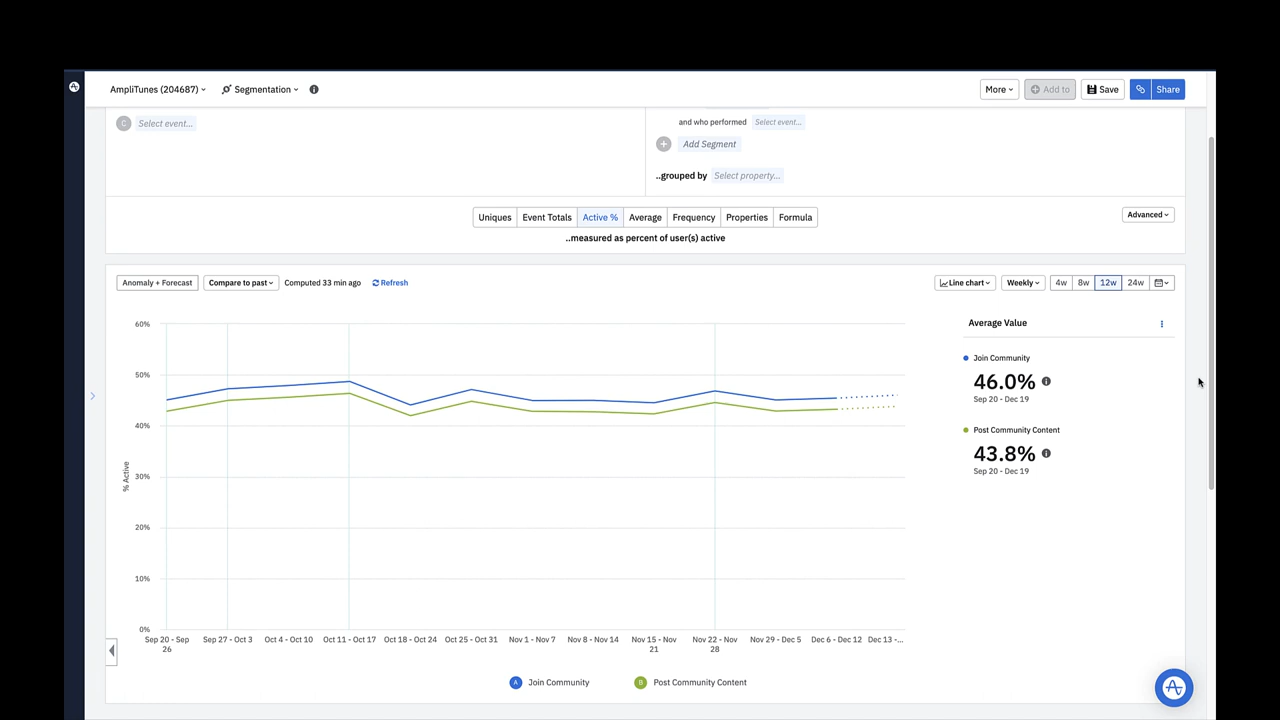 AmpliTunes (204687)
Segmentation
More
Add to
Save
Share
C
Select event...
and who performed
Select event...
Add Segment
..grouped by
Select property...
Uniques
Event Totals
Active %
Average
Frequency
Properties
Formula
Advanced
..measured as percent of user(s) active
Anomaly + Forecast
Compare to past
Computed 33 min ago
Refresh
Line chart
Weekly
4w
8w
12w
24w
60%
50%
40%
30%
20%
10%
0%
% Active
Sep 20 - Sep
26
Sep 27 - Oct 3
Oct 4 - Oct 10
Oct 11 - Oct 17
Oct 18 - Oct 24
Oct 25 - Oct 31
Nov 1 - Nov 7
Nov 8 - Nov 14
Nov 15 - Nov
21
Nov 22 - Nov
28
Nov 29 - Dec 5
Dec 6 - Dec 12
Dec 13 -...
Average Value
Join Community
46.0%
Sep 20 - Dec 19
Post Community Content
43.8%
Sep 20 - Dec 19
A
Join Community
B
Post Community Content